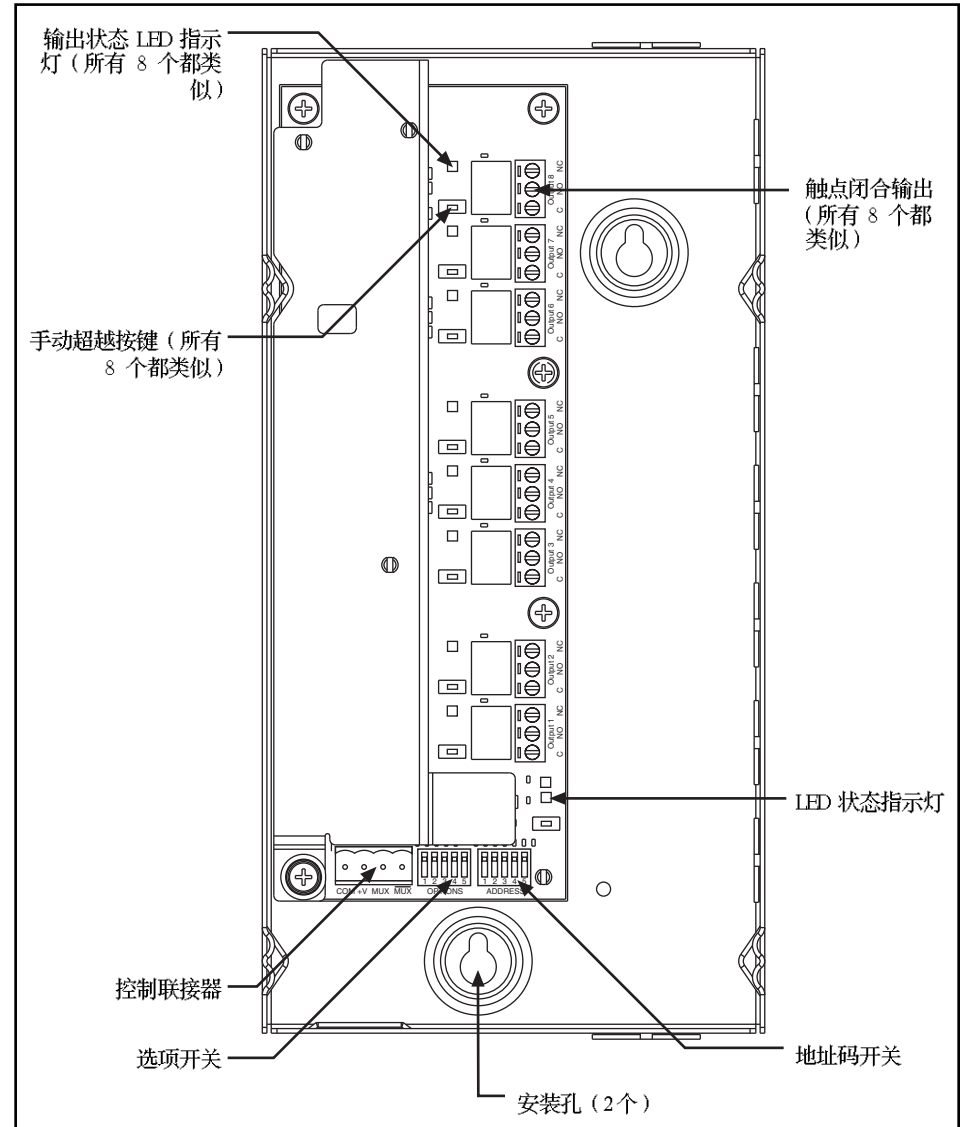 输出状态 LED 指示
灯（所有 8 个都类
似）
触点闭合输出
（所有 8 个都
类似）
手动超越按键（所有
8 个都类似）
NC
NO
C
Output 8
NC
NO
C
Output 7
NC
NO
C
Output 6
NC
NO
C
Output 5
NC
NO
C
Output 4
NC
NO
C
Output 3
NC
NO
C
Output 2
NC
NO
C
Output 1
LED 状态指示灯
1 2 3 4 5
1 2 3 4 5
COM +V MUX MUX
OPTIONS
ADDRESS
控制联接器
选项开关
地址码开关
安装孔（2个）